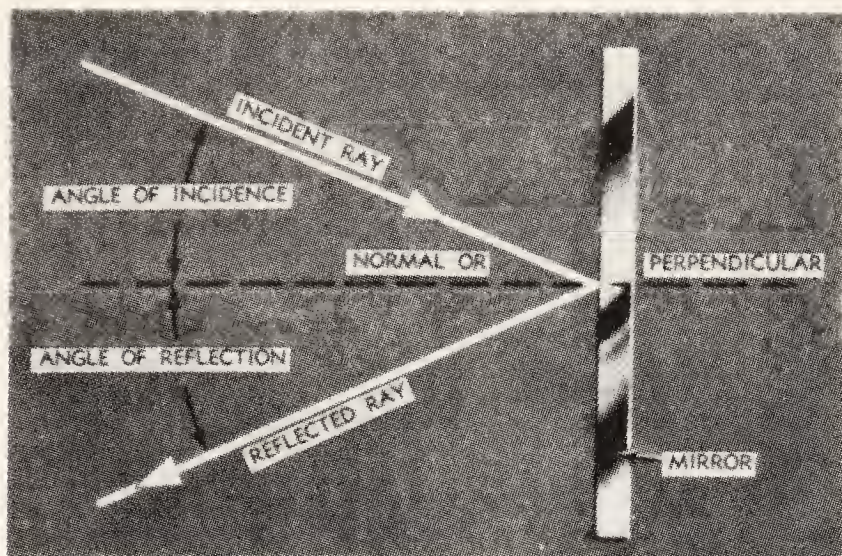 INCIDENT RAY
ANGLE OF INCIDENCE
NORMAL OR PERPENDICULAR
ANGLE OF REFLECTION
REFLECTED RAY
MIRROR